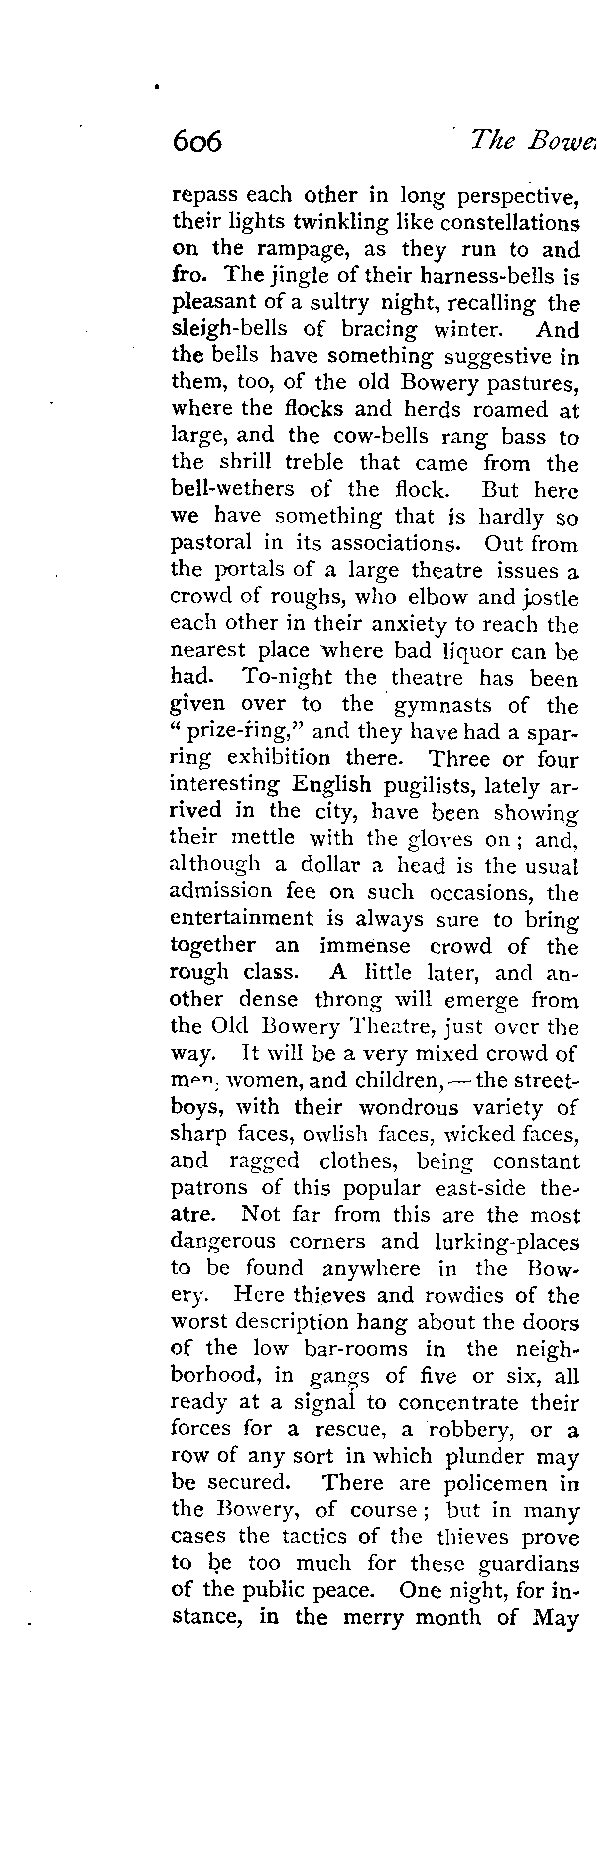 606 The Bowe
repass each other in long perspective,
their lights twinkling like constellations
on the rampage, as they run to and
fro. The jingle of their harness-bells is
pleasant of a sultry night, recalling the
sleigh-bells of bracing winter. And
the bells have something suggestive in
them, too, of the old Bowery pastures,
where the flocks and herds roamed at
large, and the cow-bells rang bass to
the shrill treble that came from the
bell-wethers of the flock. But here
we have something that is hardly so
pastoral in its associations. Out from
the portals of a large theatre issues a
crowd of roughs, who elbow and jostle
each other in their anxiety to reach the
nearest place where bad liquor can be
had. To-night the theatre has been
given over to the gymnasts of the
“prize-ring,” and they have had a spar-
ring exhibition there. Three or four
interesting English pugilists, lately ar-
rived in the city, have been showing
their mettle with the gloves on; and,
although a dollar a head is the usual
admission fee on such occasions, the
entertainment is always sure to bring
together an immense crowd of the
rough class. A little later, and an-
other dense throng will emerge from
the Old Bowery Theatre, just over the
way. It will be a very mixed crowd of
men, women, and children,—the street-
boys, with their wondrous variety of
sharp faces, owlish faces, wicked faces,
and ragged clothes, being constant
patrons of this popular east-side the-
atre. Not far from this are the most
dangerous corners and lurking-places
to be found anywhere in the Bow-
ery. Here thieves and rowdies of the
worst description hang about the doors
of the low bar-rooms in the neigh-
borhood, in gangs of five or six, all
ready at a signal to concentrate their
forces for a rescue, a robbery, or a
row of any sort in which plunder may
be secured. There are policemen in
the Bowery, of course; but in many
cases the tactics of the thieves prove
to be too much for these guardians
of the public peace. One night, for in-
stance, in the merry month of May